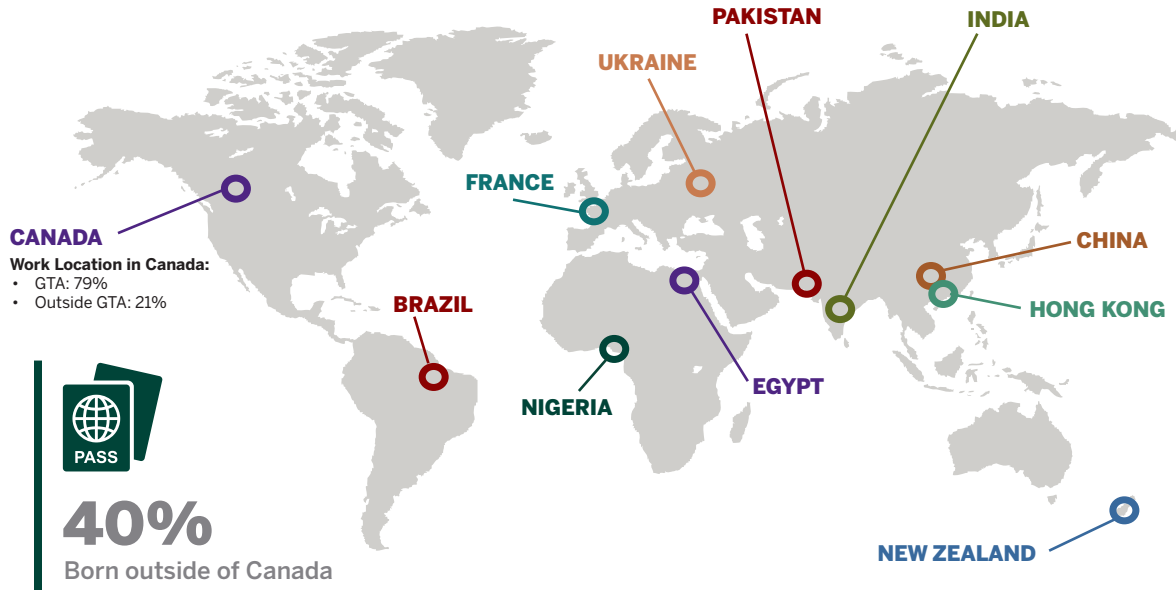 PAKISTAN
INDIA
UKRAINE
FRANCE
CANADA
Work Location in Canada:
• GTA: 79%
• Outside GTA: 21%
CHINA
BRAZIL
HONG KONG
EGYPT
NIGERIA
PASS
40%
Born outside of Canada
NEW ZEALAND